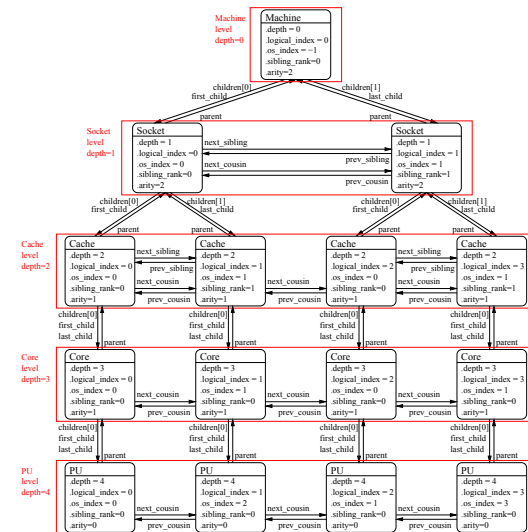 Machine
level
depth=0
Machine
.depth = 0
.logical_index = 0
.os_index = −1
.sibling_rank=0
.arity=2
children[0]
first_child
children[1]
last_child
parent
parent
Socket
level
depth=1
Socket
.depth = 1
.logical_index = 0
.os_index = 0
.sibling_rank=0
.arity=2
next_sibling
prev_sibling
next_cousin
prev_cousin
Socket
.depth = 1
.logical_index = 1
.os_index = 1
.sibling_rank=1
.arity=2
children[0]
first_child
children[1]
last_child
parent
parent
children[0]
first_child
children[1]
last_child
parent
parent
Cache
level
depth=2
Cache
.depth = 2
.logical_index = 0
.os_index = 0
.sibling_rank=0
.arity=1
next_sibling
prev_sibling
next_cousin
prev_cousin
Cache
.depth = 2
.logical_index = 1
.os_index = 1
.sibling_rank=1
.arity=1
next_cousin
prev_cousin
Cache
.depth = 2
.logical_index = 2
.os_index = 0
.sibling_rank=0
.arity=1
next_sibling
prev_sibling
next_cousin
prev_cousin
Cache
.depth = 2
.logical_index = 3
.os_index = 1
.sibling_rank=1
.arity=1
children[0]
first_child
last_child
parent
children[0]
first_child
last_child
parent
children[0]
first_child
last_child
parent
children[0]
first_child
last_child
parent
Core
level
depth=3
Core
.depth = 3
.logical_index = 0
.os_index = 0
.sibling_rank=0
.arity=1
next_cousin
prev_cousin
Core
.depth = 3
.logical_index = 1
.os_index = 1
.sibling_rank=0
.arity=1
next_cousin
prev_cousin
Core
.depth = 3
.logical_index = 2
.os_index = 0
.sibling_rank=0
.arity=1
next_cousin
prev_cousin
Core
.depth = 3
.logical_index = 3
.os_index = 1
.sibling_rank=0
.arity=1
children[0]
first_child
last_child
parent
children[0]
first_child
last_child
parent
children[0]
first_child
last_child
parent
children[0]
first_child
last_child
parent
PU
level
depth=4
PU
.depth = 4
.logical_index = 0
.os_index = 0
.sibling_rank=0
.arity=0
next_cousin
prev_cousin
PU
.depth = 4
.logical_index = 1
.os_index = 2
.sibling_rank=0
.arity=0
next_cousin
prev_cousin
PU
.depth = 4
.logical_index = 2
.os_index = 1
.sibling_rank=0
.arity=0
next_cousin
prev_cousin
PU
.depth = 4
.logical_index = 3
.os_index = 3
.sibling_rank=0
.arity=0